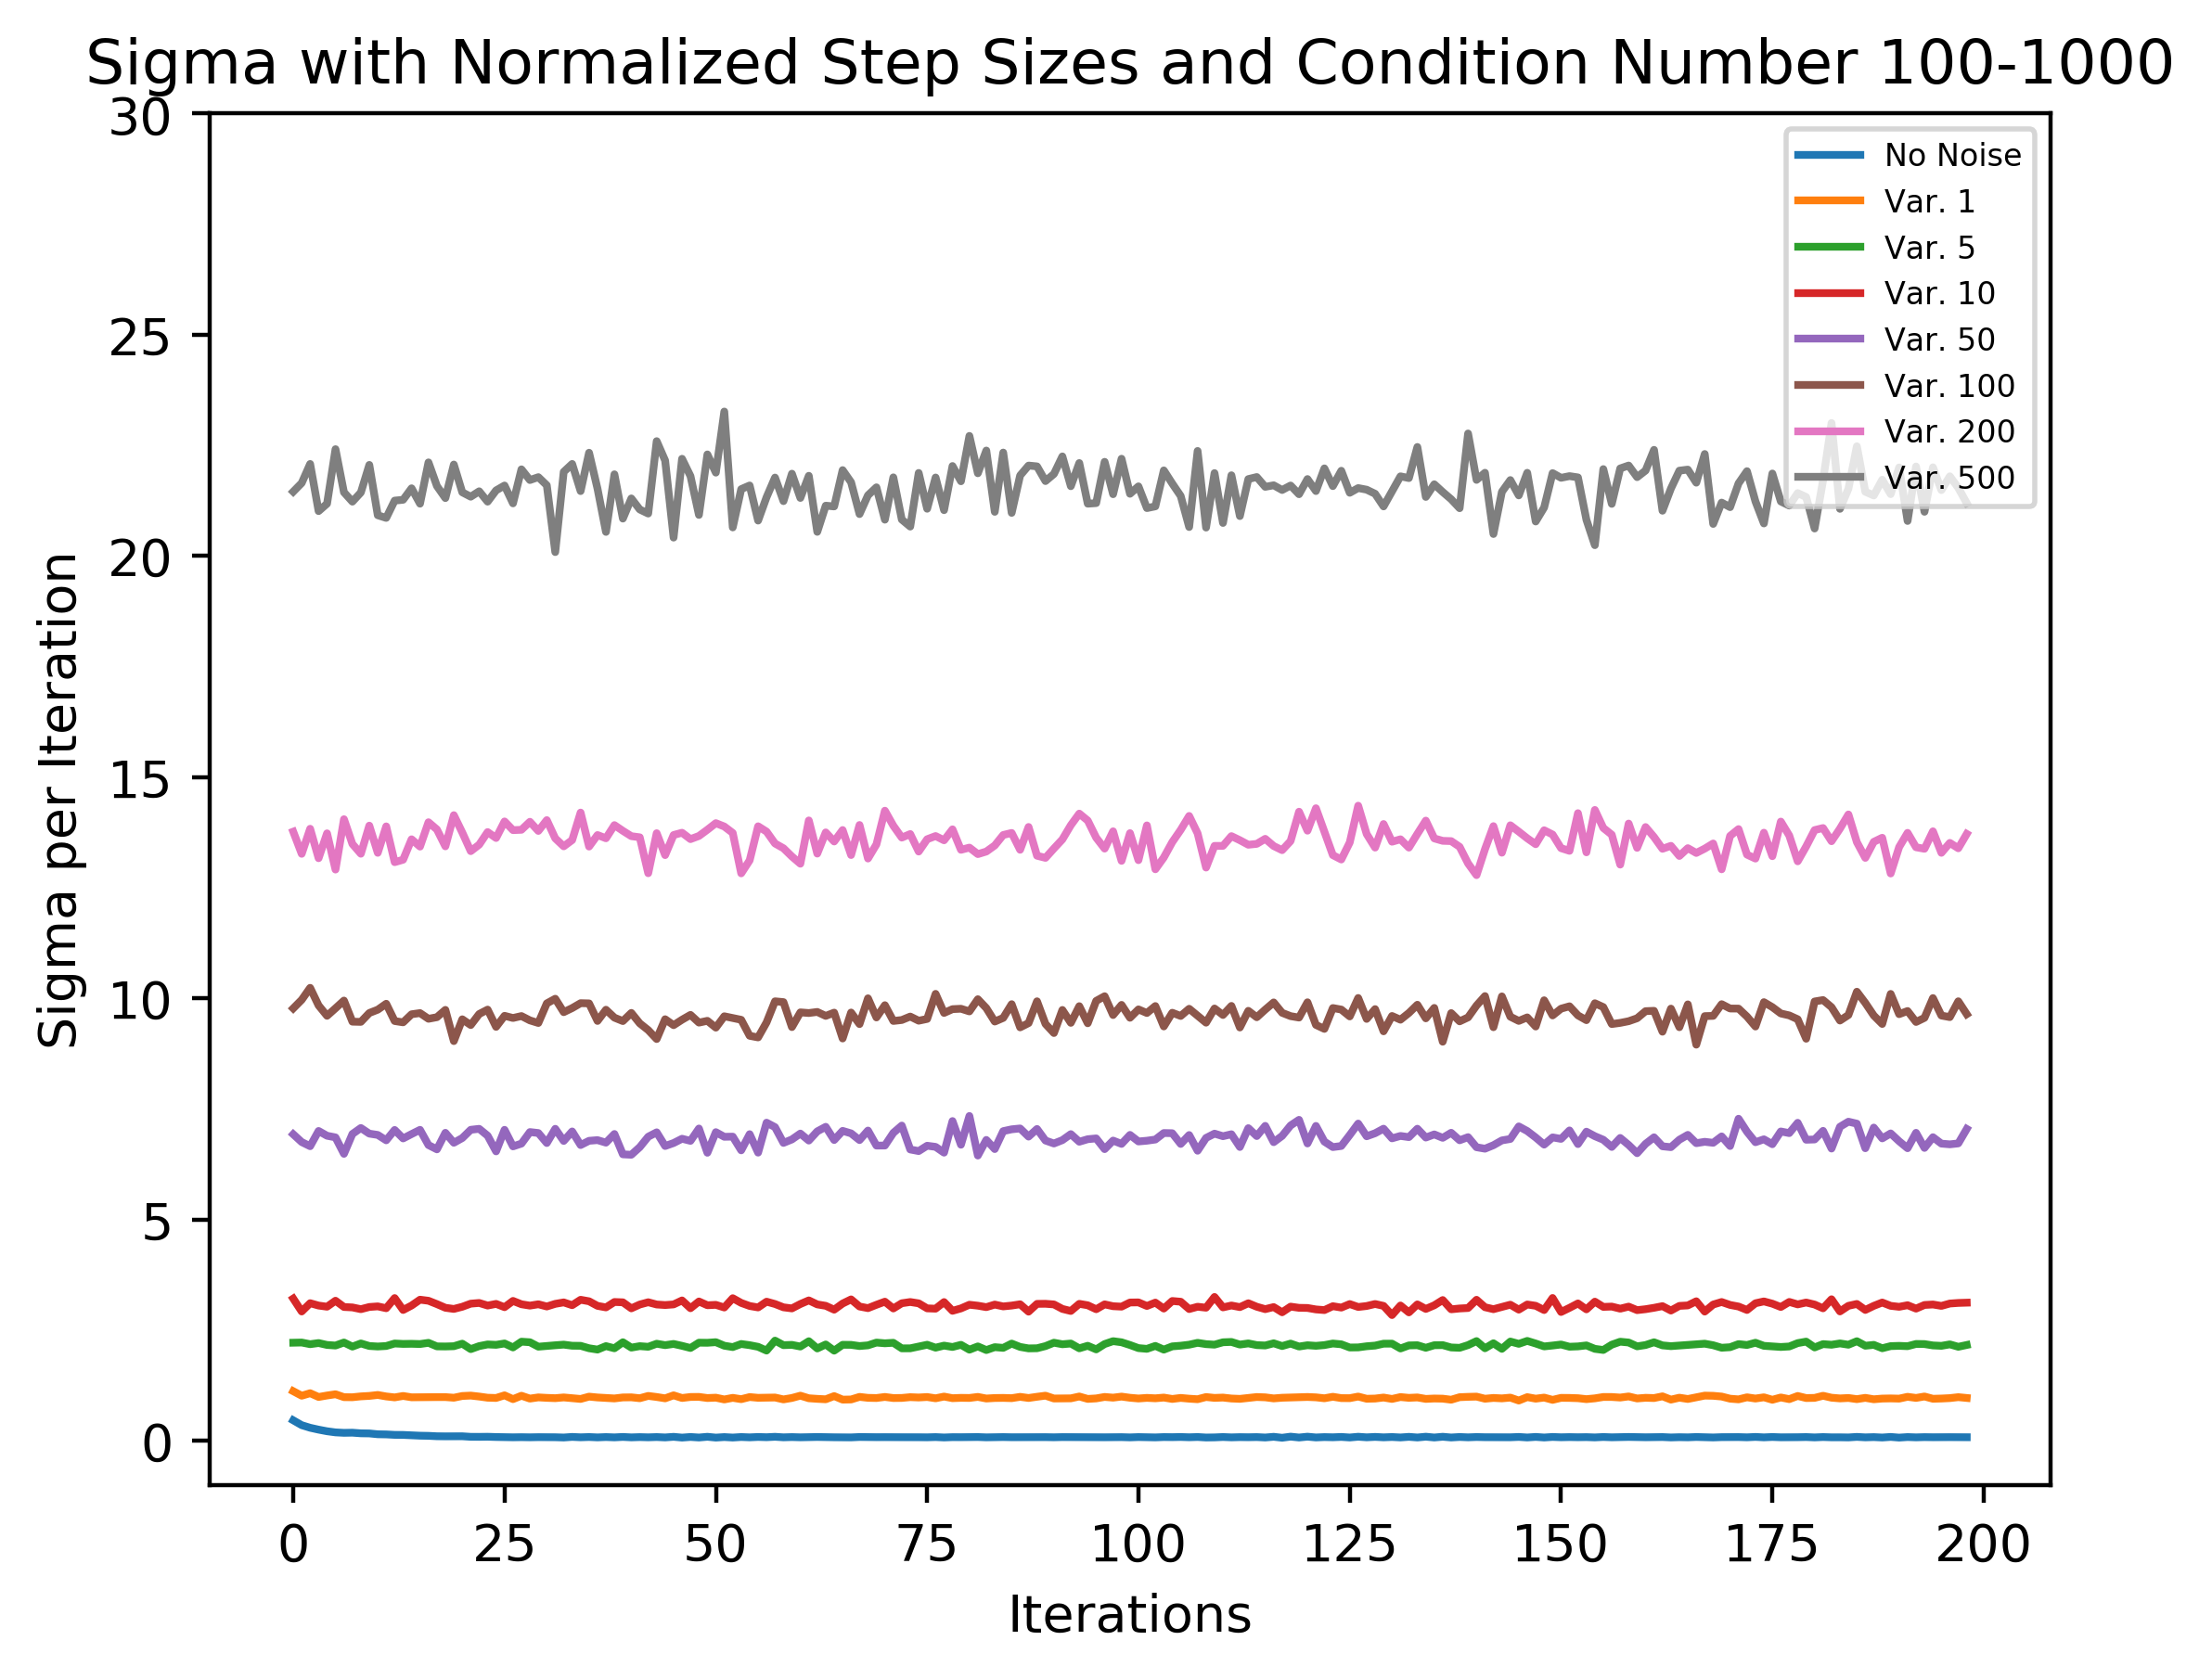 Sigma with Normalized Step Sizes and Condition Number 100-1000
30
25
20
15
10
5
0
Sigma per Iteration
No Noise
Var. 1
Var. 5
Var. 10
Var. 50
Var. 100
Var. 200
Var. 500
0 25 50 75 100 125 150 175 200
Iterations